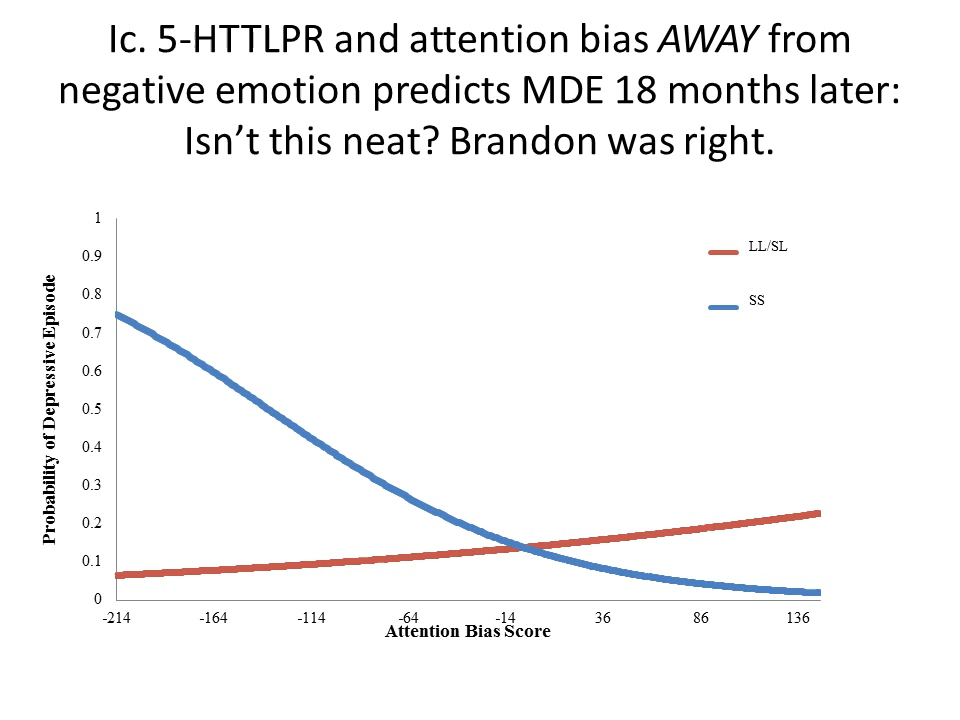 Ic. 5-HTTLPR and attention bias AWAY from
negative emotion predicts MDE 18 months later:
Isn’t this neat? Brandon was right.
Probability of Depressive Episode
1
0.9
0.8
0.7
0.6
0.5
0.4
0.3
0.2
0.1
0
LL/SL
SS
-214 -164 -114 -64 -14 36 86 136
Attention Bias Score